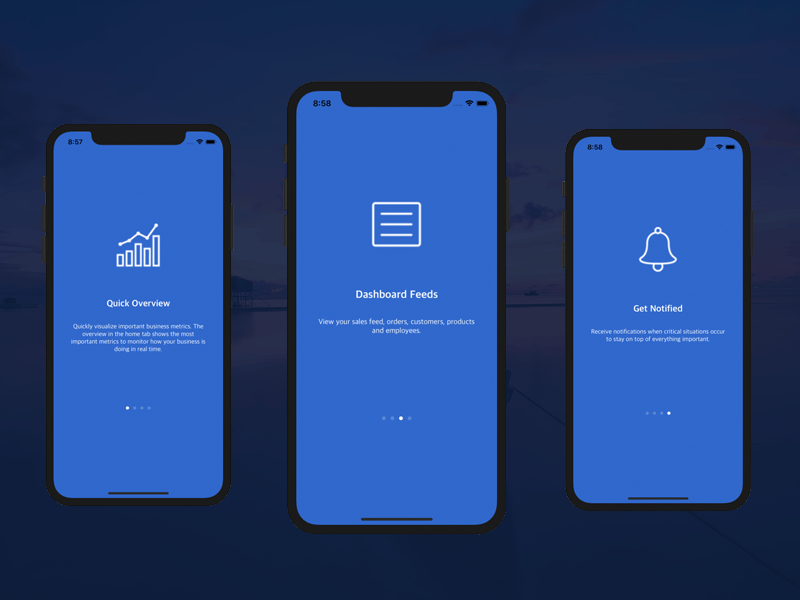 8:57
Quick Overview
Quickly visualize important business metrics. The
overview in the home tab shows the most
important metrics to monitor how your business is
doing in real time.
8:58
Dashboard Feeds
View your sales feed, orders, customers, products
and employees.
8:58
Get Notified
Receive notifications when critical situations occur
to stay on top of everything important.